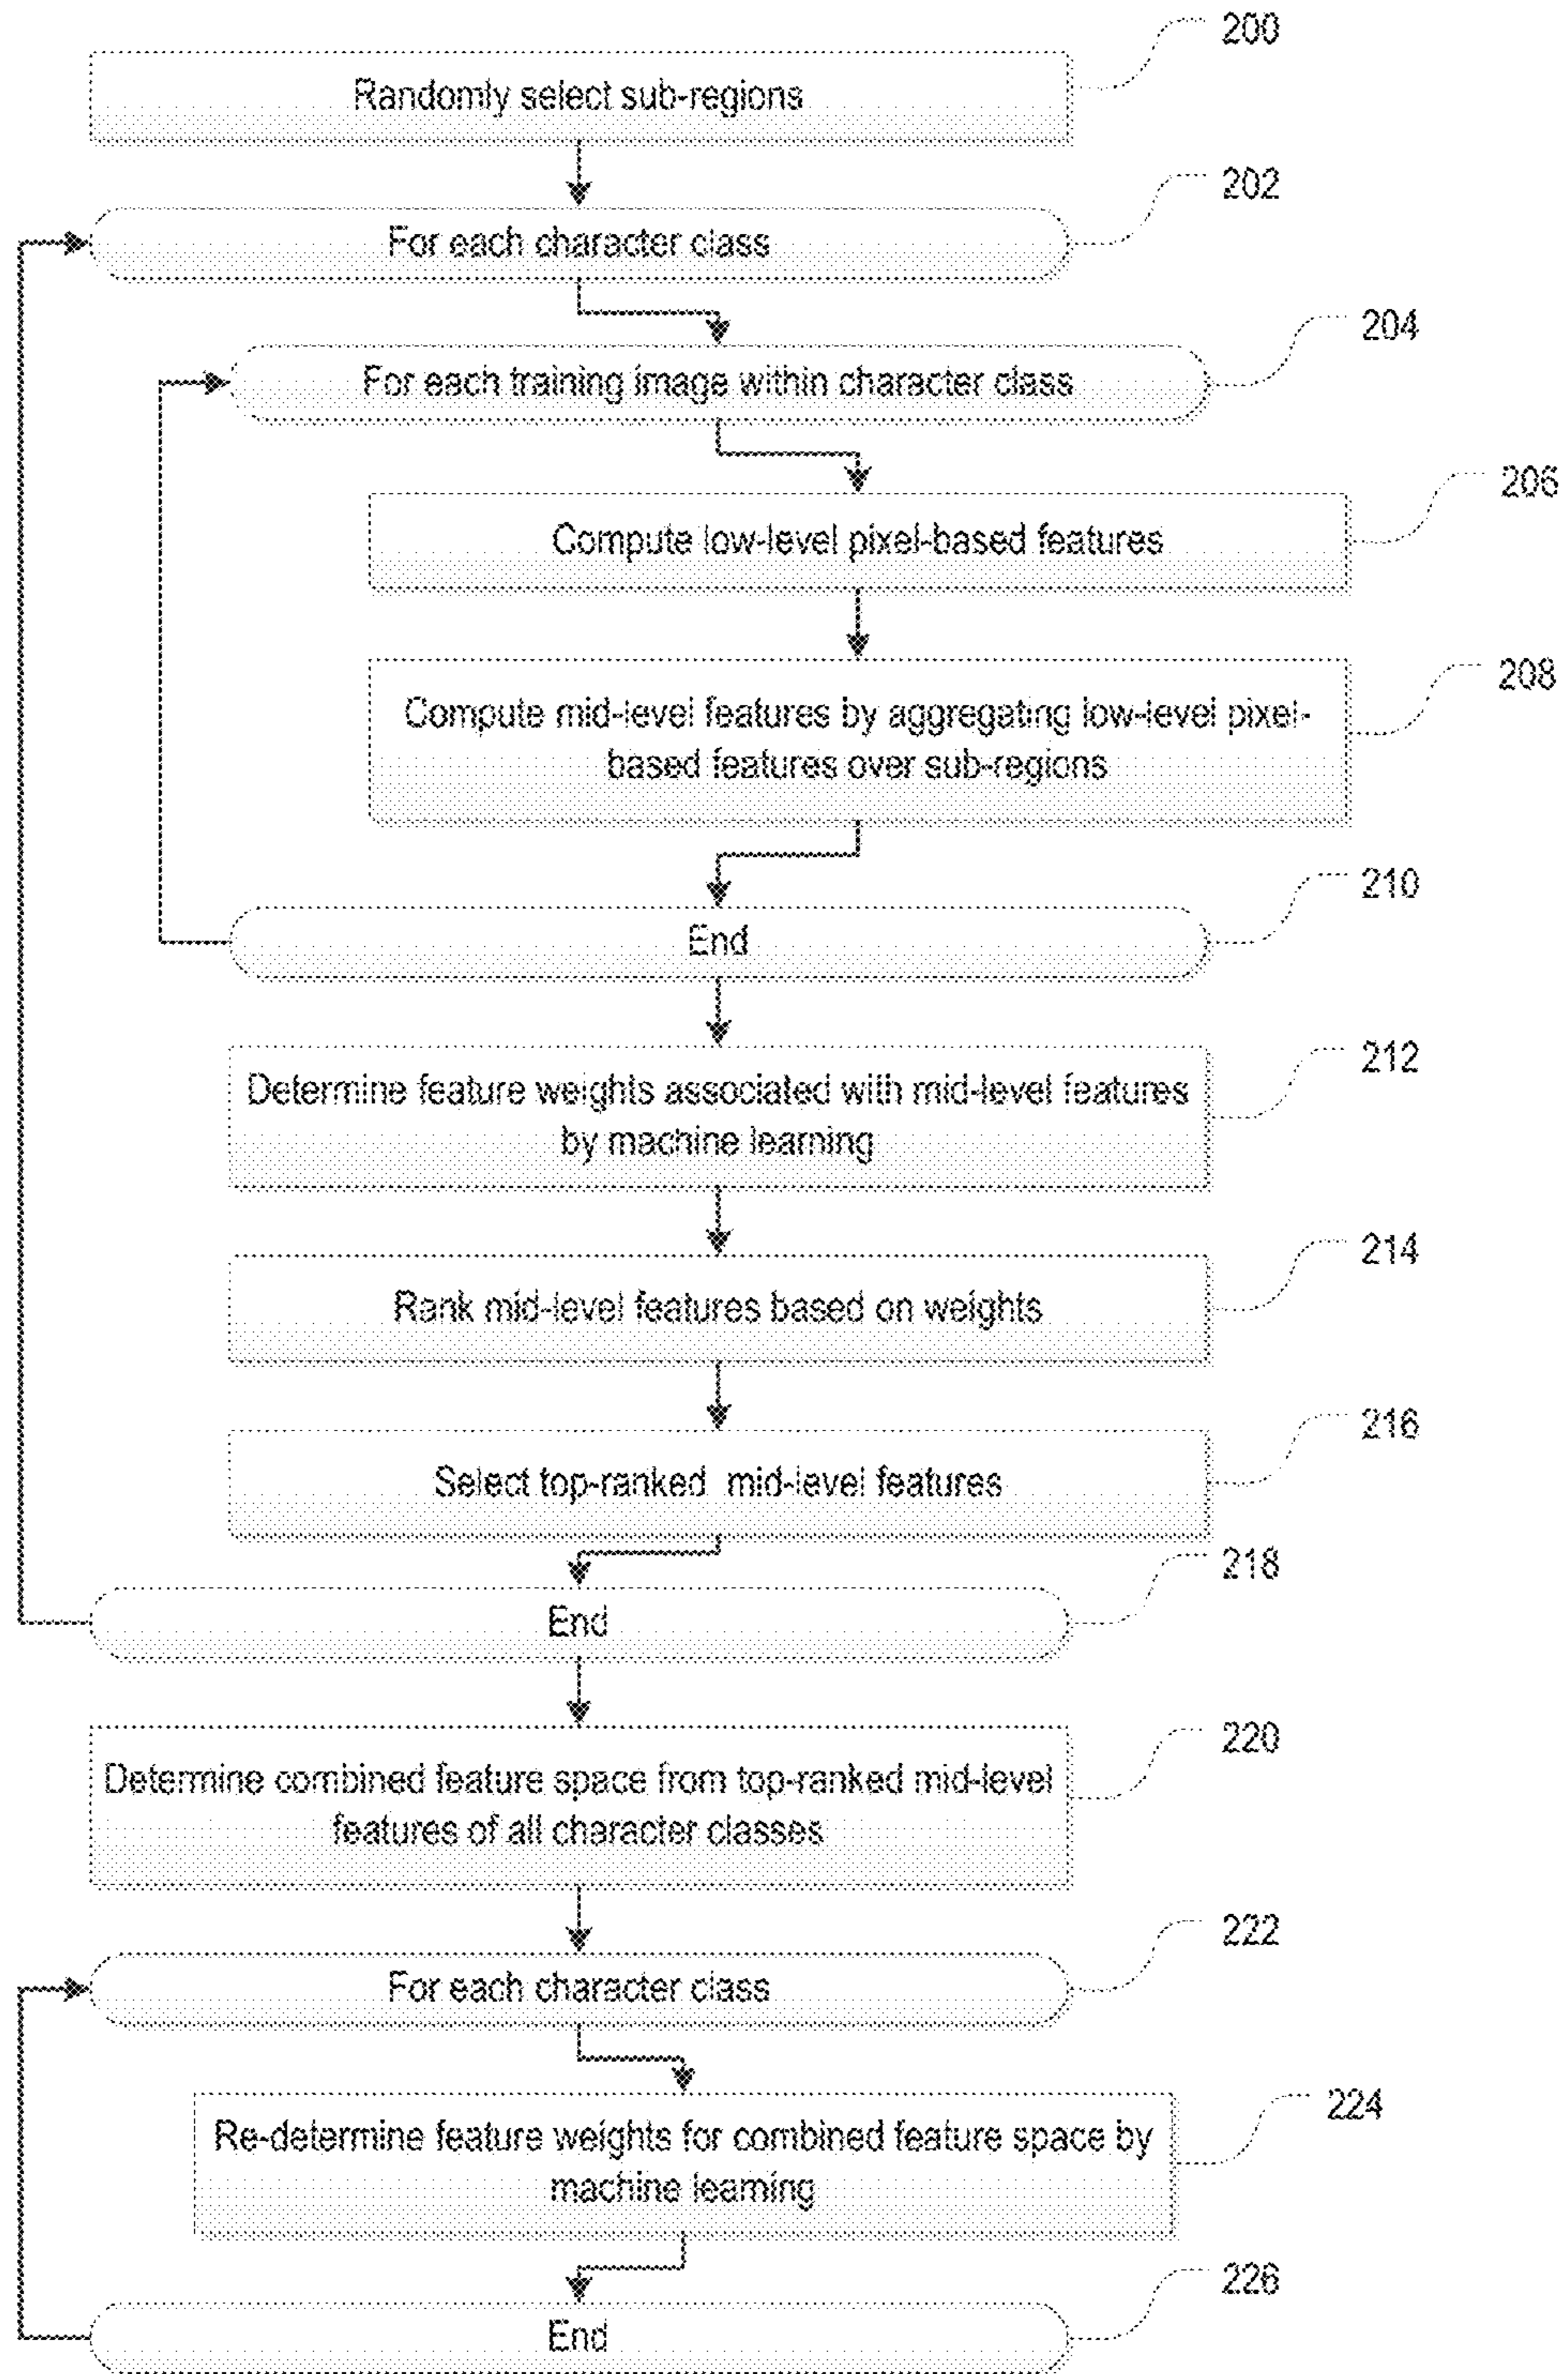 200
Randomly select sub-regions
202
For each character class
204
For each training image within character class
206
Compute low-level pixel-based features
208
Compute mid-level features by aggregating low-level pixel-
based features over sub-regions
210
End
212
Determine feature weights associated with mid-level features
by machine learning
214
Rank mid-level features based on weights
216
Select top-ranked mid-level features
218
End
220
Determine combined feature space from top-ranked mid-level
features of all character classes
222
For each character class
224
Re-determine feature weights for combined feature space by
machine learning
226
End